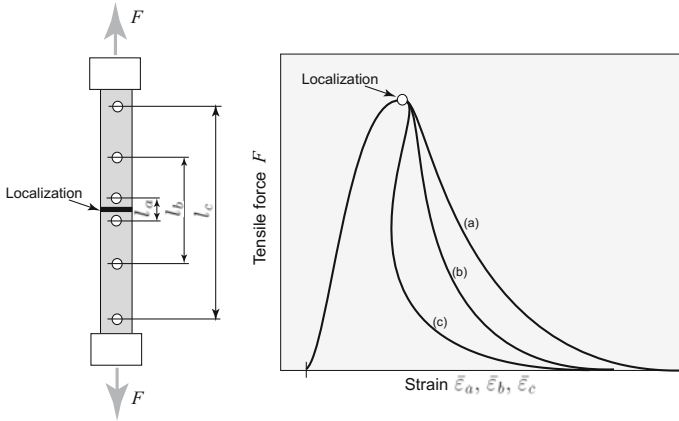 F
Localization
l_a
l_b
l_c
F
Localization
Tensile force F
(a)
(b)
(c)
Strain ε̄_a, ε̄_b, ε̄_c